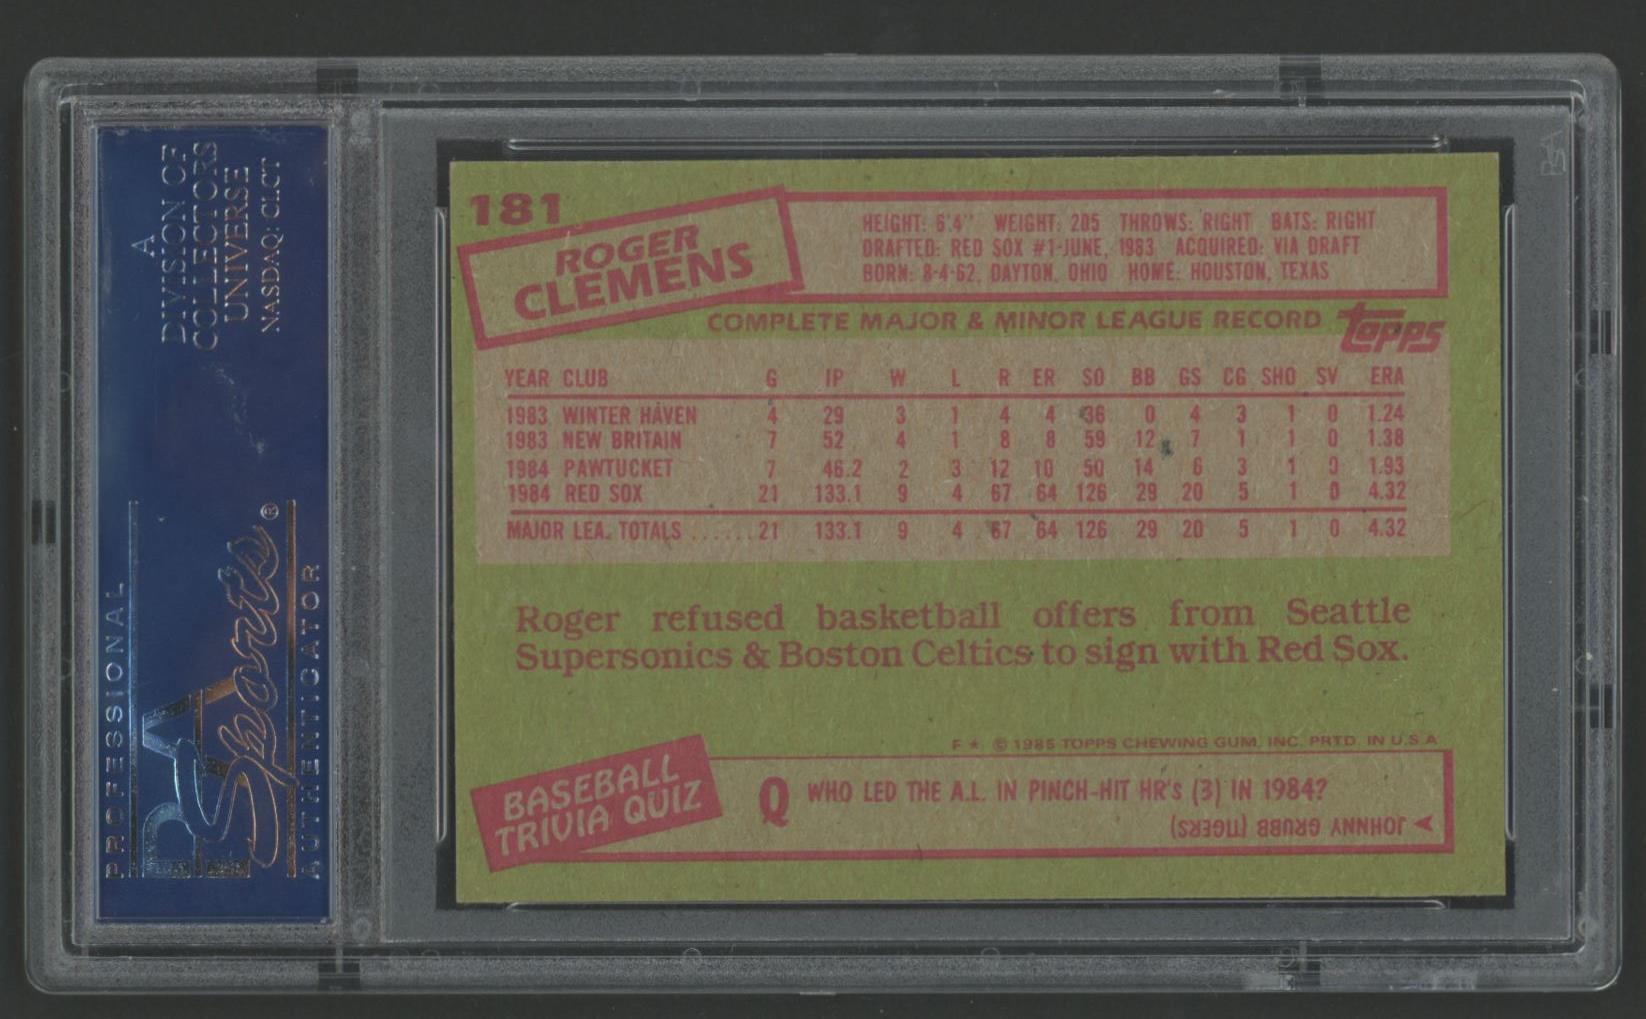 A
DIVISION OF
COLLECTORS
UNIVERSE
NASDAQ: CLCT
PROFESSIONAL
PSA
Sports®
AUTHENTICATOR
181
ROGER
CLEMENS
HEIGHT: 6'4" WEIGHT: 205 THROWS: RIGHT BATS: RIGHT
DRAFTED: RED SOX #1-JUNE, 1983 ACQUIRED: VIA DRAFT
BORN: 8-4-62, DAYTON, OHIO HOME: HOUSTON, TEXAS
COMPLETE MAJOR & MINOR LEAGUE RECORD
topps
YEAR CLUB G IP W L R ER SO BB GS CG SHO SV ERA
1983 WINTER HAVEN 4 29 3 1 4 4 36 0 4 3 1 0 1.24
1983 NEW BRITAIN 7 52 4 1 8 8 59 12 7 1 1 0 1.38
1984 PAWTUCKET 7 46.2 2 3 12 10 50 14 6 3 1 0 1.93
1984 RED SOX 21 133.1 9 4 67 64 126 29 20 5 1 0 4.32
MAJOR LEA. TOTALS ...... 21 133.1 9 4 67 64 126 29 20 5 1 0 4.32
Roger refused basketball offers from Seattle
Supersonics & Boston Celtics to sign with Red Sox.
F ★ © 1985 TOPPS CHEWING GUM, INC. PRTD. IN U.S.A
BASEBALL
TRIVIA QUIZ
Q WHO LED THE A.L. IN PINCH-HIT HR's (3) IN 1984?
JOHNNY GRUBB (TIGERS)
PSA